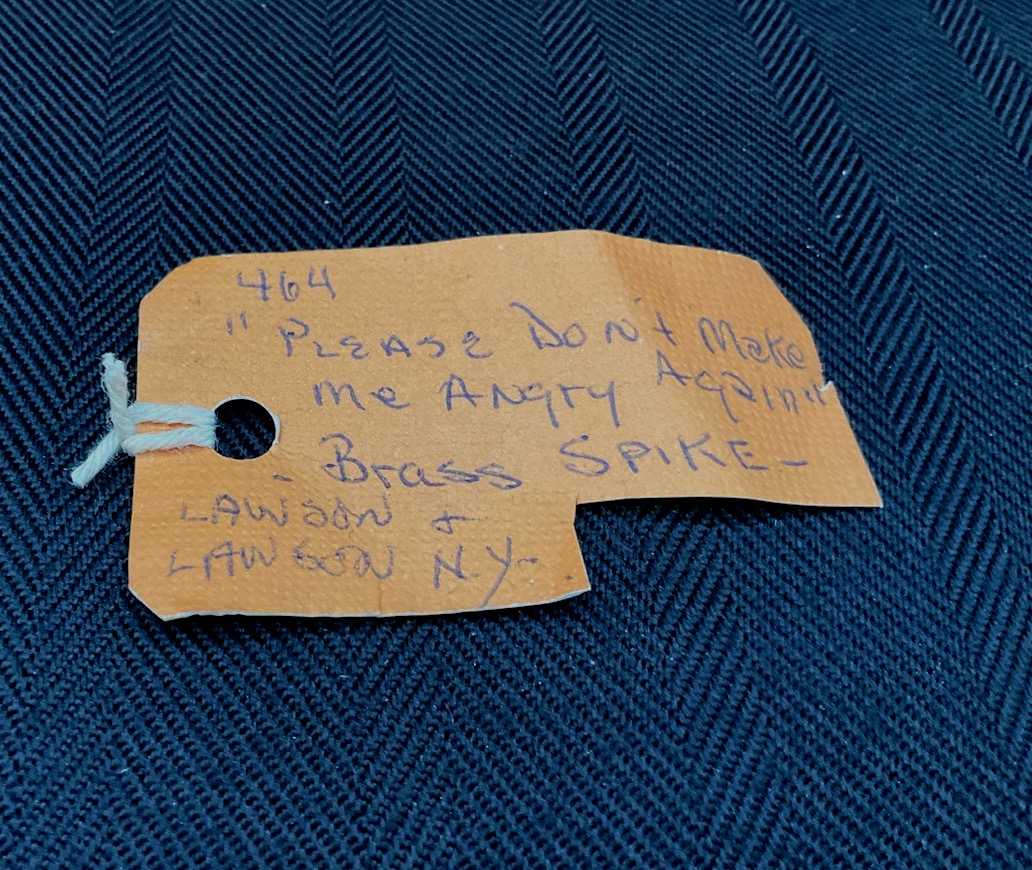 464
" PLEASE DON't Make
me Angry Again"
- Brass SPIKE -
LAWSON +
LAWSON N.Y.